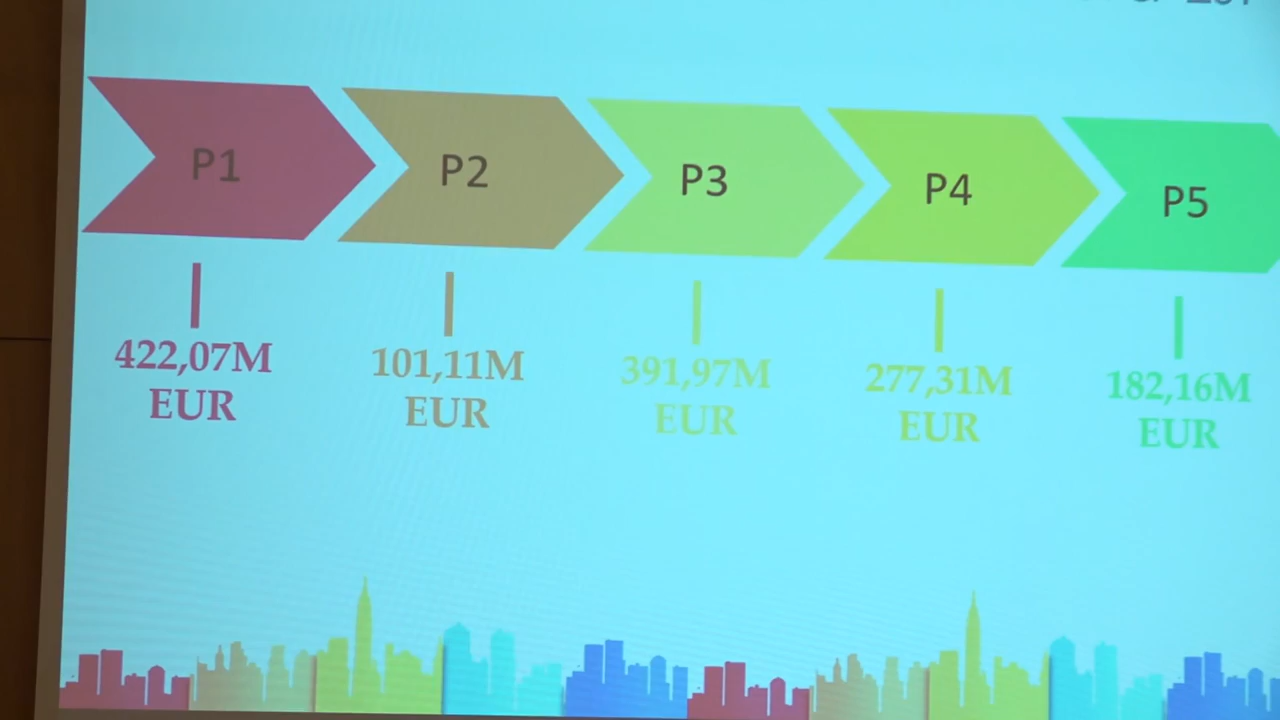 P1
P2
P3
P4
P5
422,07M
EUR
101,11M
EUR
391,97M
EUR
277,31M
EUR
182,16M
EUR